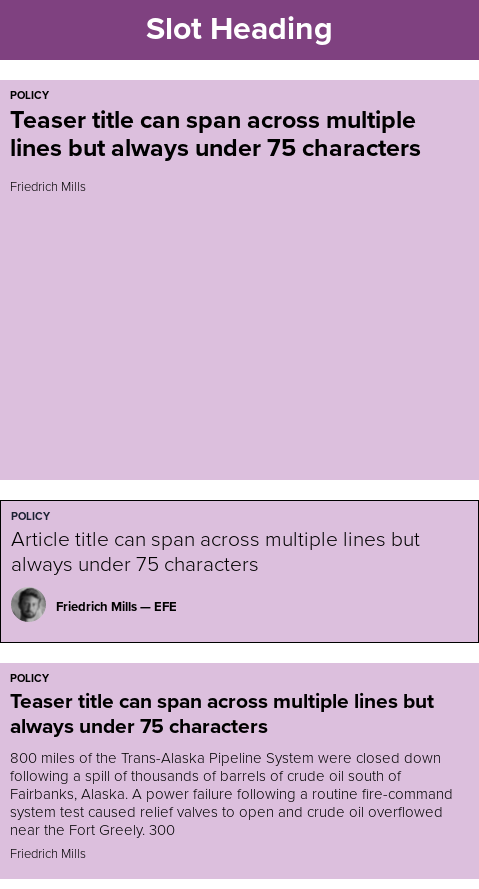 Slot Heading
POLICY
Teaser title can span across multiple
lines but always under 75 characters
Friedrich Mills
POLICY
Article title can span across multiple lines but
always under 75 characters
Friedrich Mills — EFE
POLICY
Teaser title can span across multiple lines but
always under 75 characters
800 miles of the Trans-Alaska Pipeline System were closed down
following a spill of thousands of barrels of crude oil south of
Fairbanks, Alaska. A power failure following a routine fire-command
system test caused relief valves to open and crude oil overflowed
near the Fort Greely. 300
Friedrich Mills